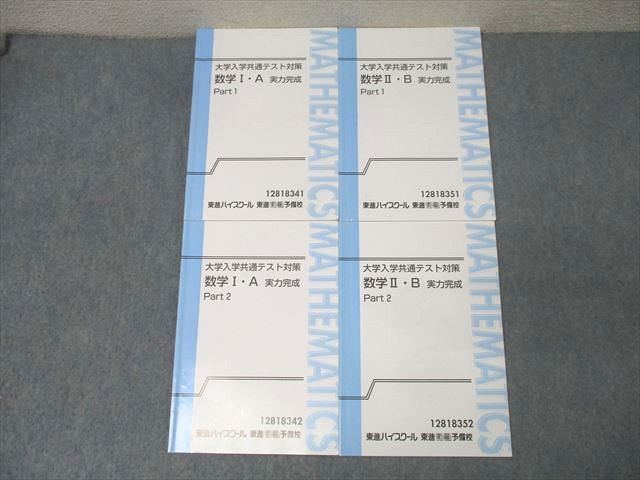 大学入学共通テスト対策
数学Ⅰ・A 実力完成
Part 1
12818341
東進ハイスクール 東進衛星予備校
MATHEMATICS
大学入学共通テスト対策
数学Ⅱ・B 実力完成
Part 1
12818351
東進ハイスクール 東進衛星予備校
MATHEMATICS
大学入学共通テスト対策
数学Ⅰ・A 実力完成
Part 2
12818342
東進ハイスクール 東進衛星予備校
MATHEMATICS
大学入学共通テスト対策
数学Ⅱ・B 実力完成
Part 2
12818352
東進ハイスクール 東進衛星予備校
MATHEMATICS